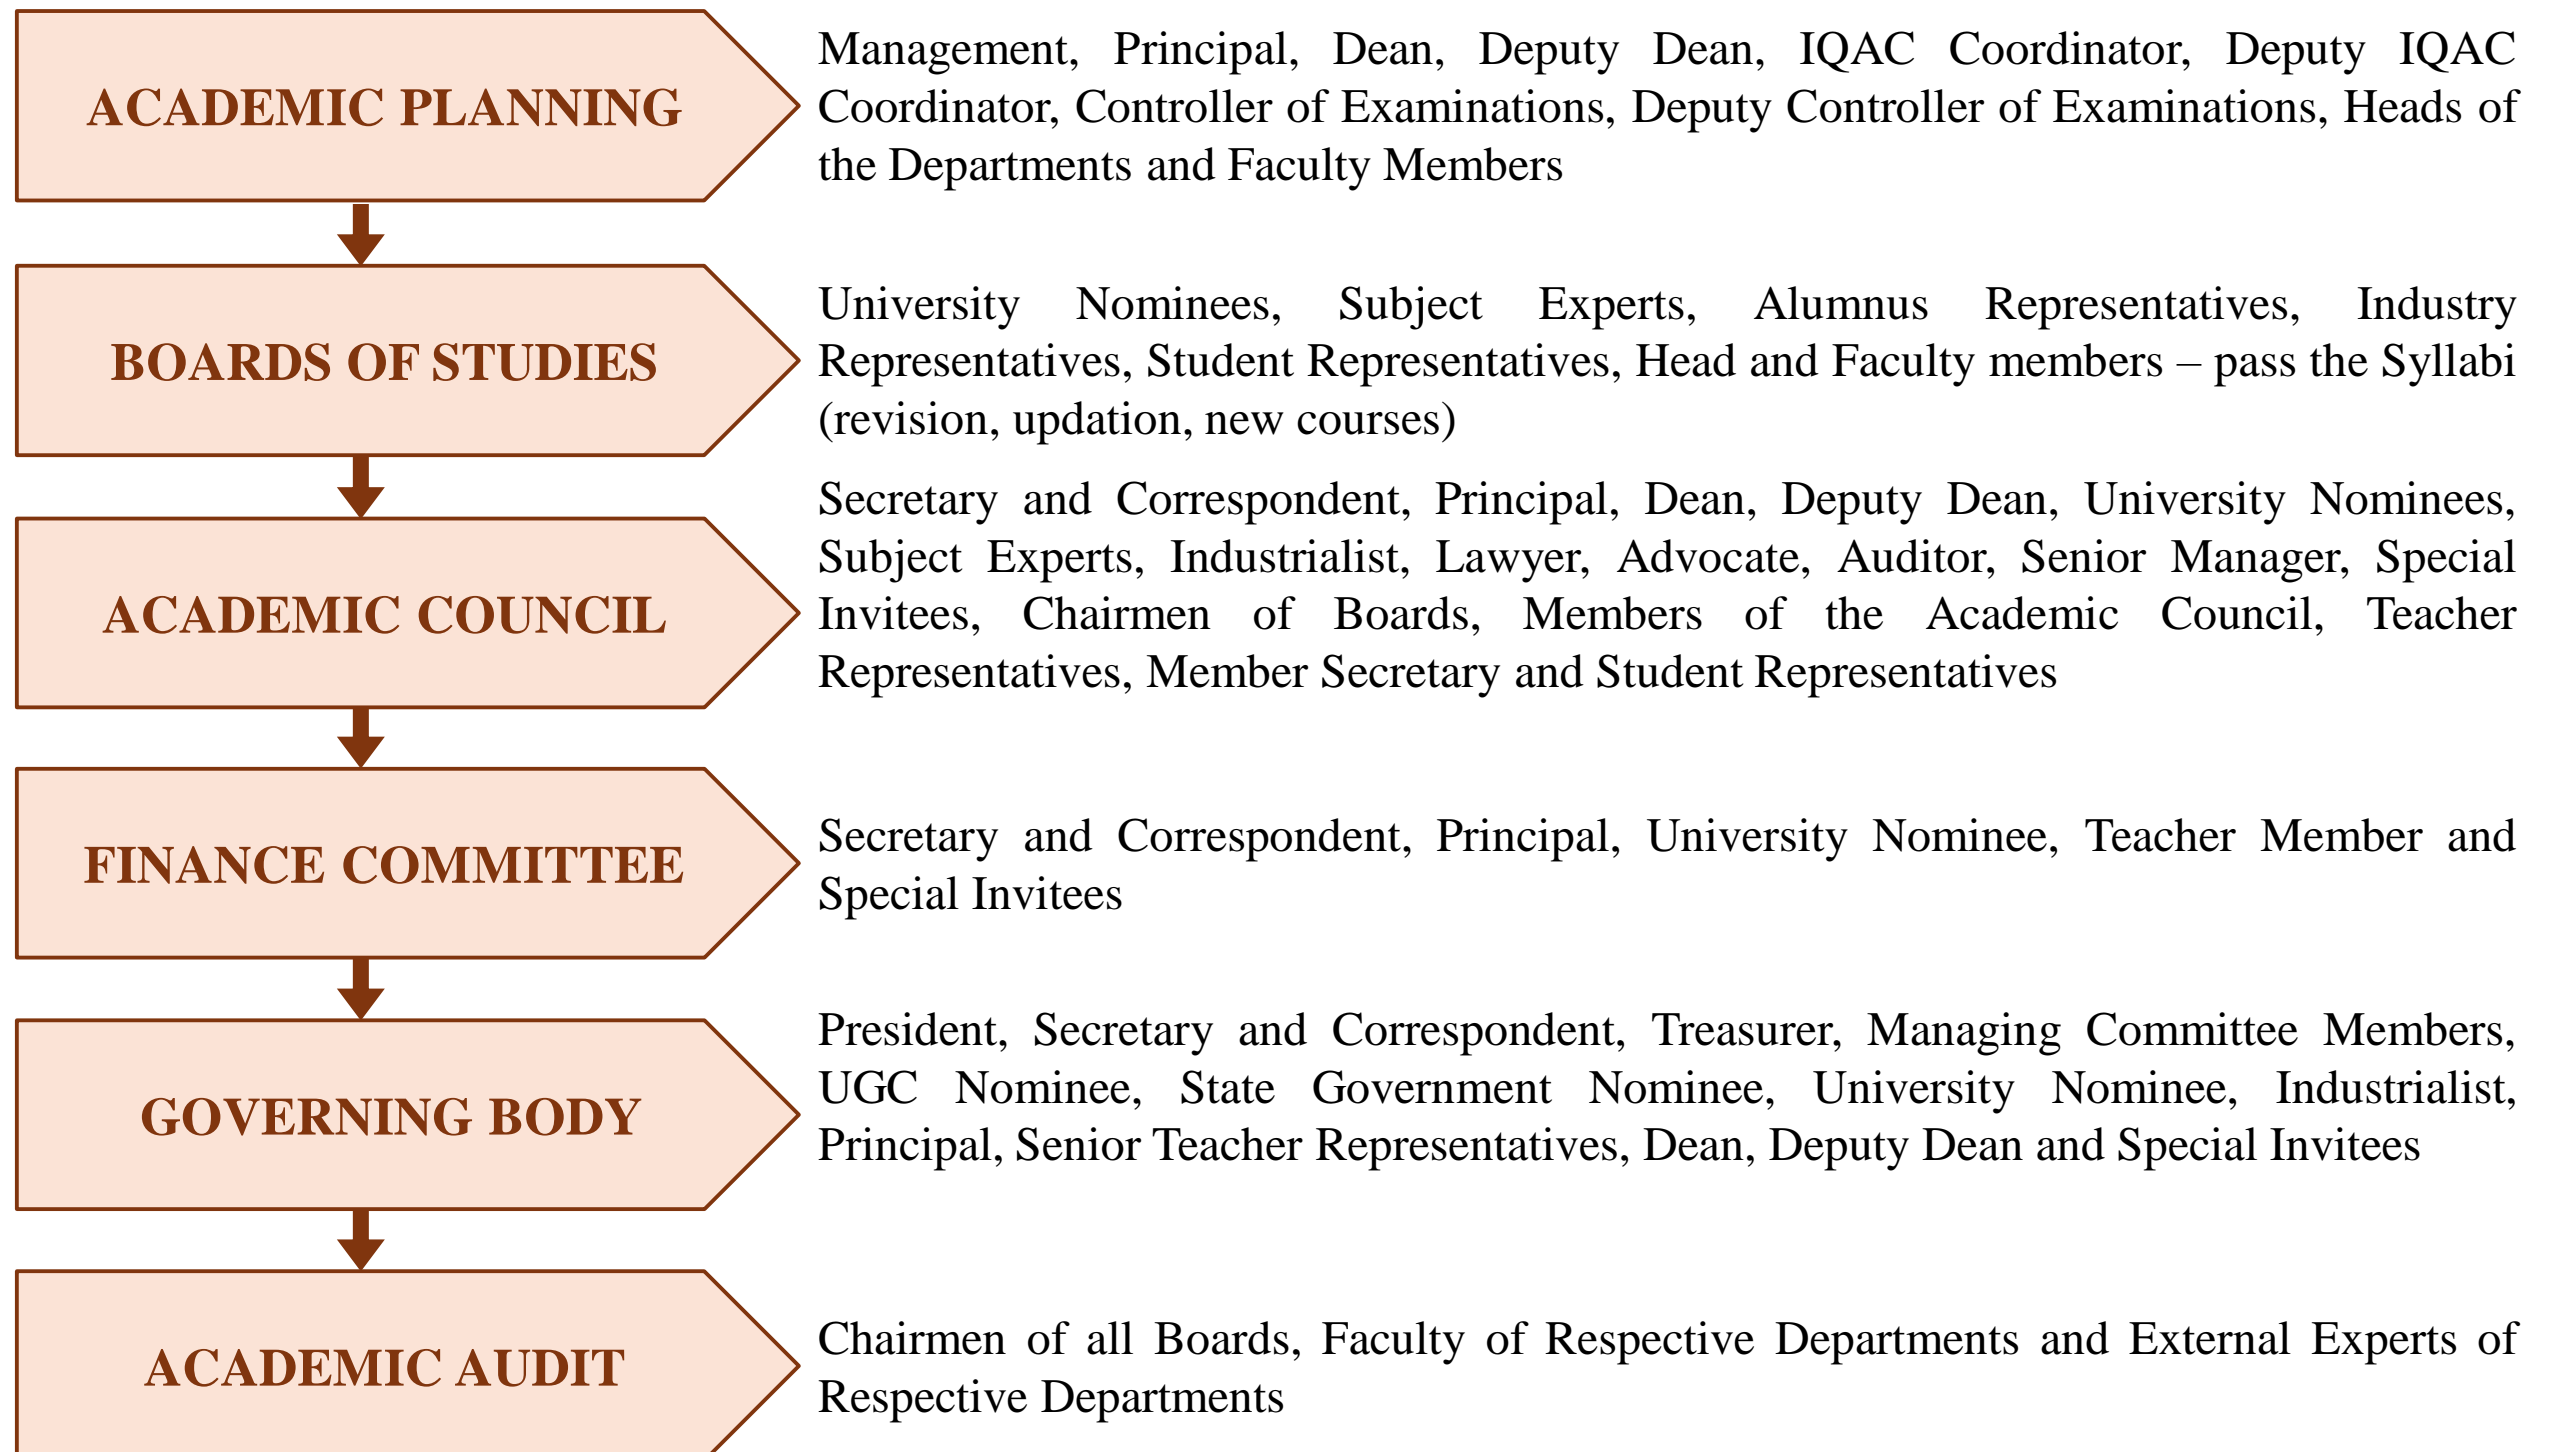 ACADEMIC PLANNING
Management, Principal, Dean, Deputy Dean, IQAC Coordinator, Deputy IQAC
Coordinator, Controller of Examinations, Deputy Controller of Examinations, Heads of
the Departments and Faculty Members
BOARDS OF STUDIES
University Nominees, Subject Experts, Alumnus Representatives, Industry
Representatives, Student Representatives, Head and Faculty members – pass the Syllabi
(revision, updation, new courses)
ACADEMIC COUNCIL
Secretary and Correspondent, Principal, Dean, Deputy Dean, University Nominees,
Subject Experts, Industrialist, Lawyer, Advocate, Auditor, Senior Manager, Special
Invitees, Chairmen of Boards, Members of the Academic Council, Teacher
Representatives, Member Secretary and Student Representatives
FINANCE COMMITTEE
Secretary and Correspondent, Principal, University Nominee, Teacher Member and
Special Invitees
GOVERNING BODY
President, Secretary and Correspondent, Treasurer, Managing Committee Members,
UGC Nominee, State Government Nominee, University Nominee, Industrialist,
Principal, Senior Teacher Representatives, Dean, Deputy Dean and Special Invitees
ACADEMIC AUDIT
Chairmen of all Boards, Faculty of Respective Departments and External Experts of
Respective Departments